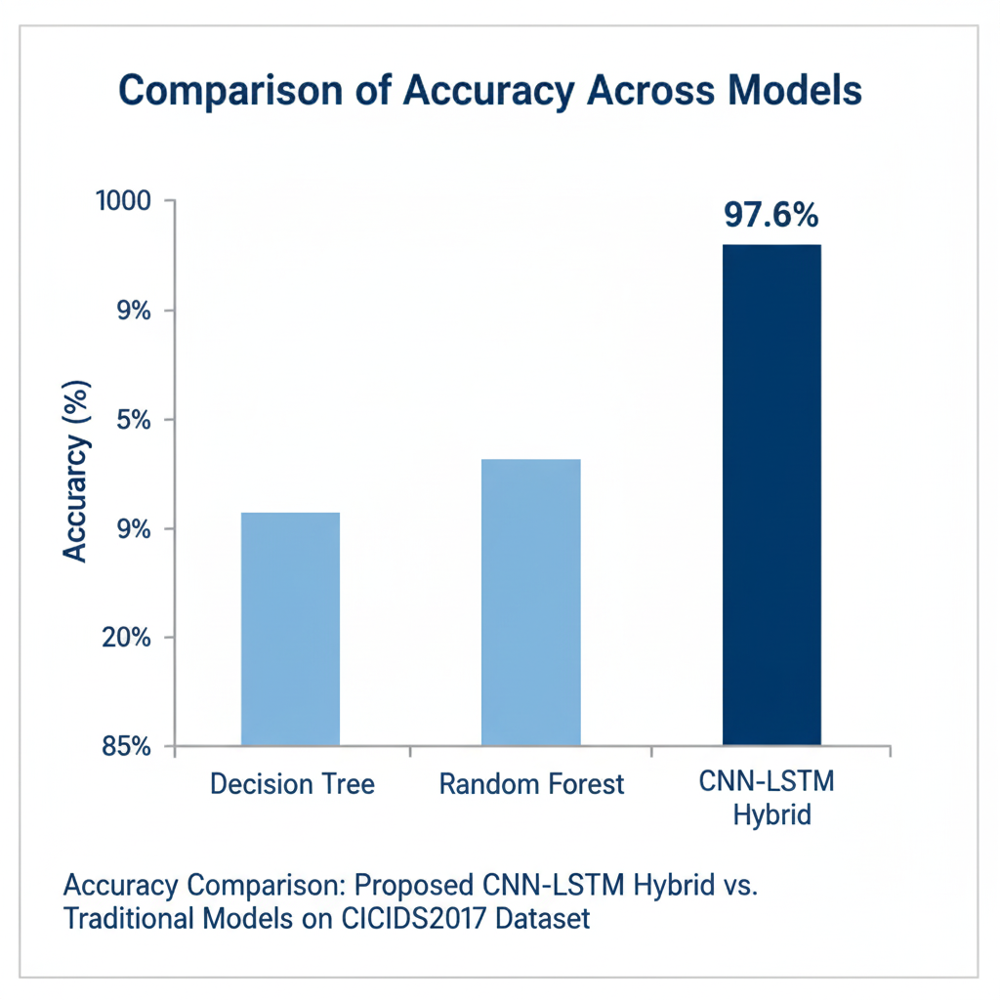 Comparison of Accuracy Across Models
1000
97.6%
9%
5%
9%
20%
85%
Accuarcy (%)
Decision Tree
Random Forest
CNN-LSTM
Hybrid
Accuracy Comparison: Proposed CNN-LSTM Hybrid vs.
Traditional Models on CICIDS2017 Dataset